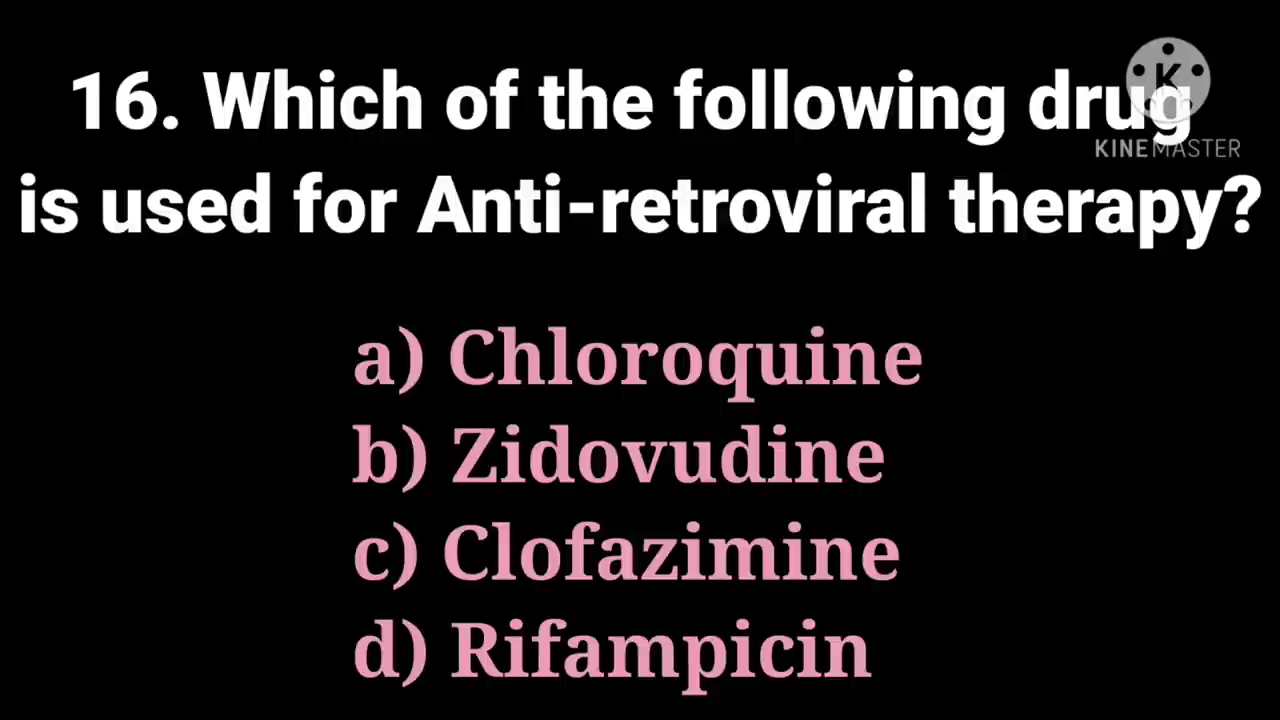 16. Which of the following drug
KINEMASTER
is used for Anti-retroviral therapy?
a) Chloroquine
b) Zidovudine
c) Clofazimine
d) Rifampicin